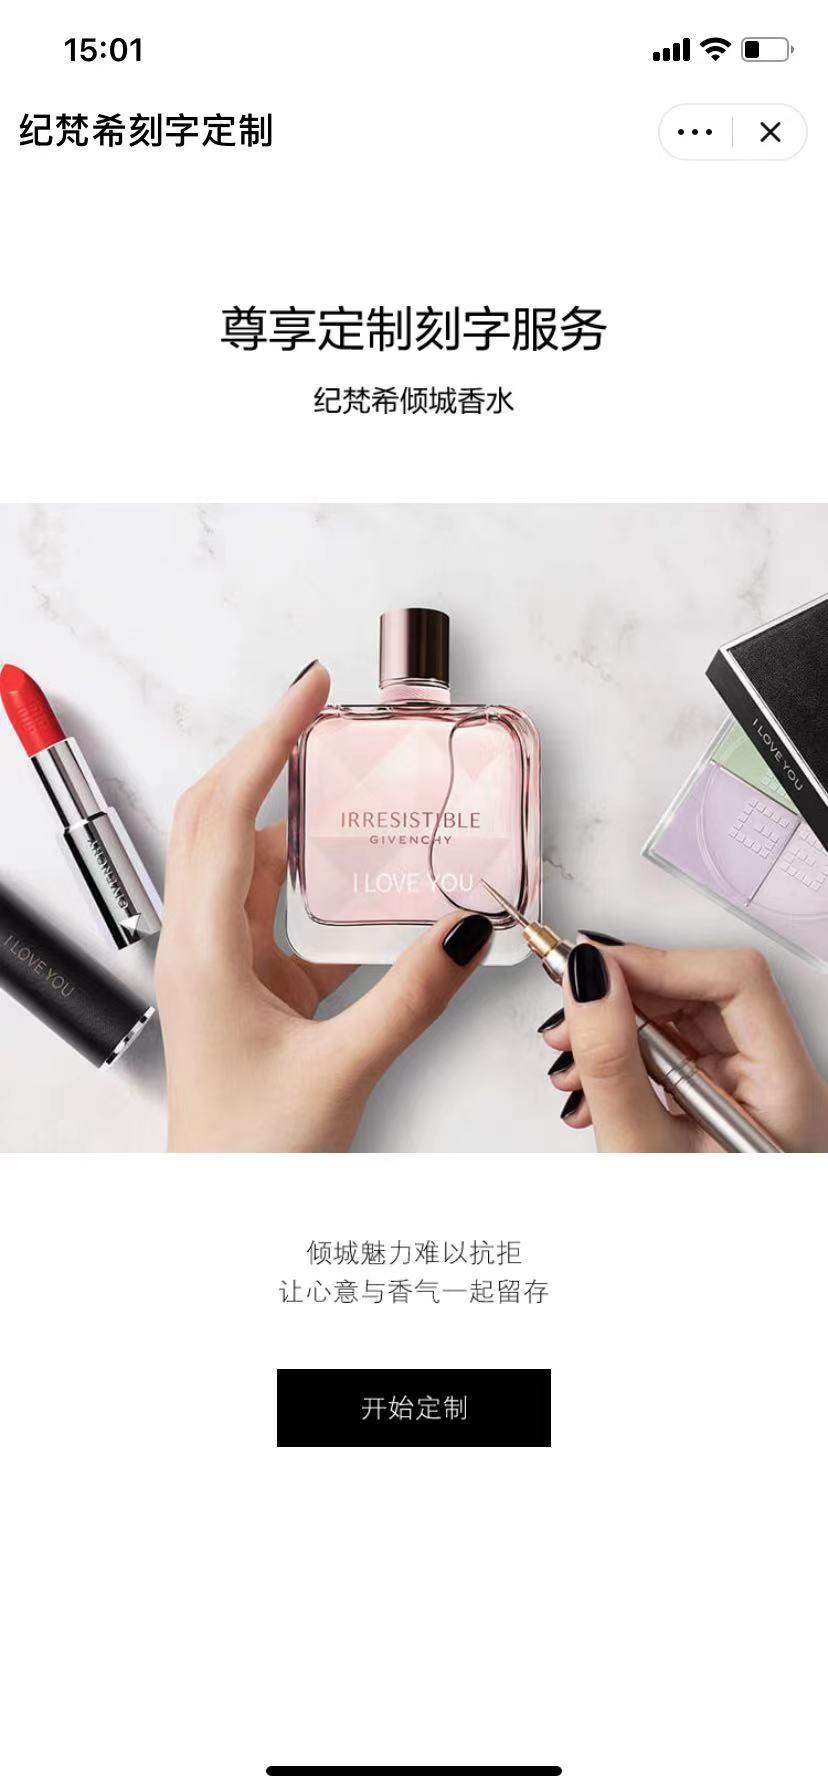 15:01
纪梵希刻字定制
尊享定制刻字服务
纪梵希倾城香水
IRRESISTIBLE
GIVENCHY
I LOVE YOU
I LOVE YOU
GIVENCHY
I LOVE YOU
倾城魅力难以抗拒
让心意与香气一起留存
开始定制